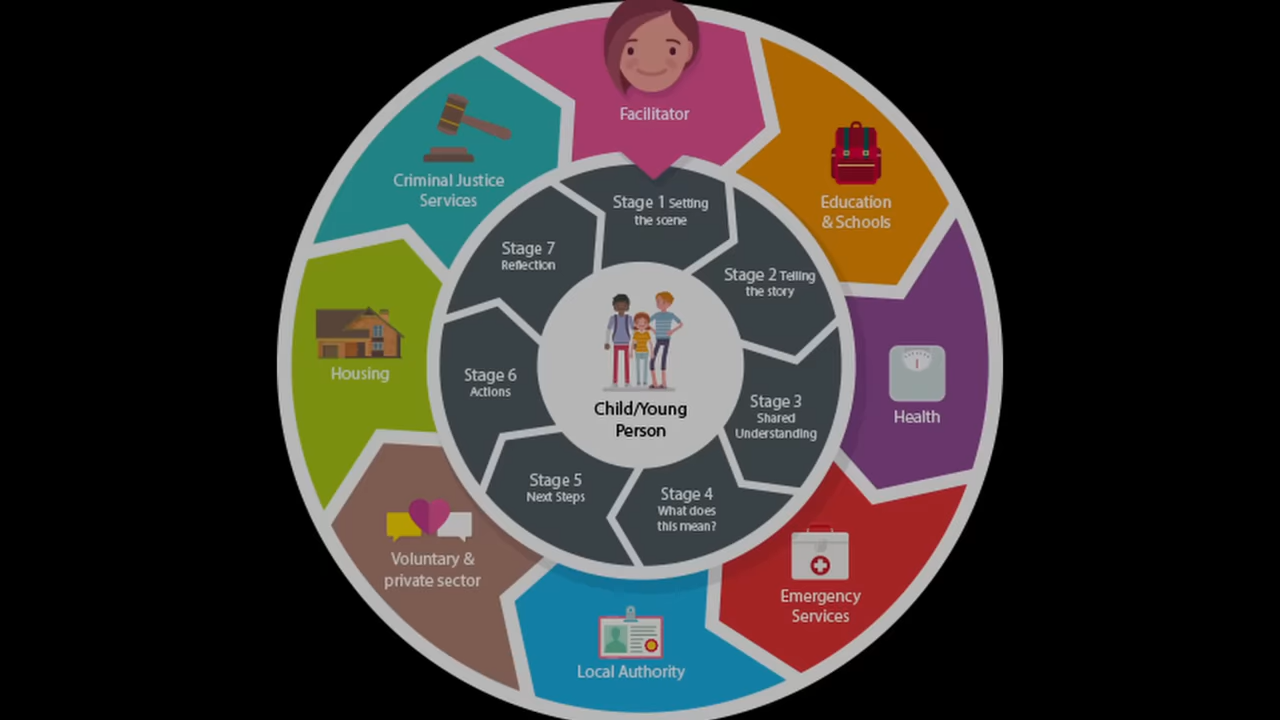 Facilitator
Education
& Schools
Health
Emergency
Services
Local Authority
Voluntary &
private sector
Housing
Criminal Justice
Services
Stage 1 Setting
the scene
Stage 2 Telling
the story
Stage 3
Shared
Understanding
Stage 4
What does
this mean?
Stage 5
Next Steps
Stage 6
Actions
Stage 7
Reflection
Child/Young
Person